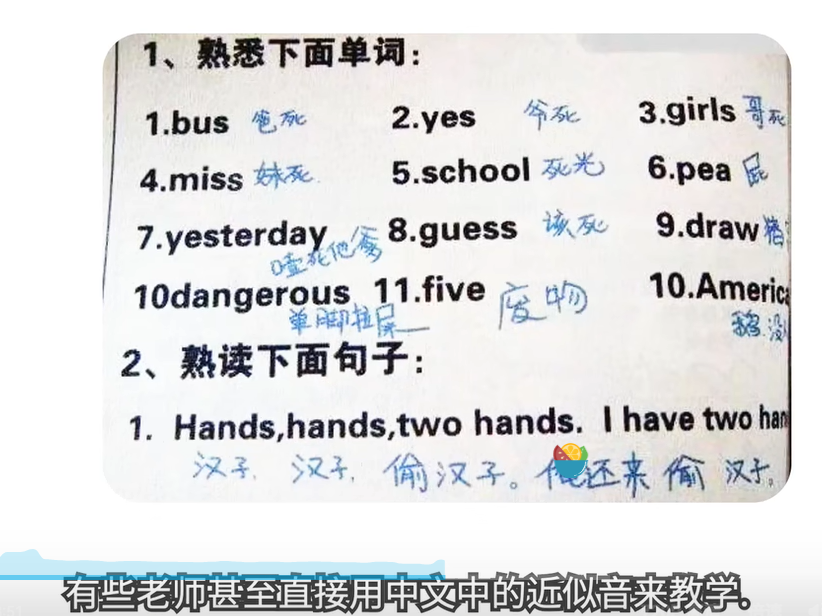 1、熟悉下面单词：
1.bus 爸死 2.yes 爷死 3.girls 哥死
4.miss 妹死 5.school 死光 6.pea 屁
7.yesterday 8.guess 该死 9.draw 猪
噎死他爹
10dangerous 11.five 废物 10.America
单脚拉屎
2、熟读下面句子：
1. Hands,hands,two hands. I have two han
汉子, 汉子, 偷汉子。俺还来偷汉子。
有些老师甚至直接用中文中的近似音来教学.